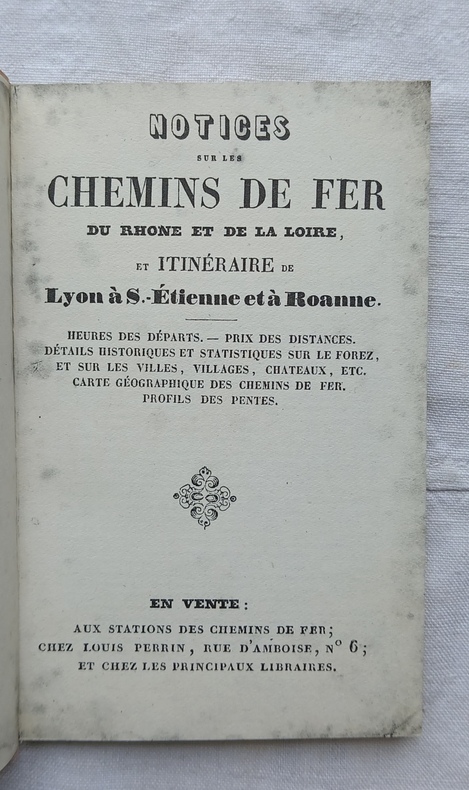 NOTICES
SUR LES
CHEMINS DE FER
DU RHONE ET DE LA LOIRE,
ET ITINÉRAIRE DE
Lyon à S.-Étienne et à Roanne.
HEURES DES DÉPARTS. — PRIX DES DISTANCES.
DÉTAILS HISTORIQUES ET STATISTIQUES SUR LE FOREZ,
ET SUR LES VILLES, VILLAGES, CHATEAUX, ETC.
CARTE GÉOGRAPHIQUE DES CHEMINS DE FER.
PROFILS DES PENTES.
EN VENTE:
AUX STATIONS DES CHEMINS DE FER;
CHEZ LOUIS PERRIN, RUE D'AMBOISE, Nº 6;
ET CHEZ LES PRINCIPAUX LIBRAIRES.